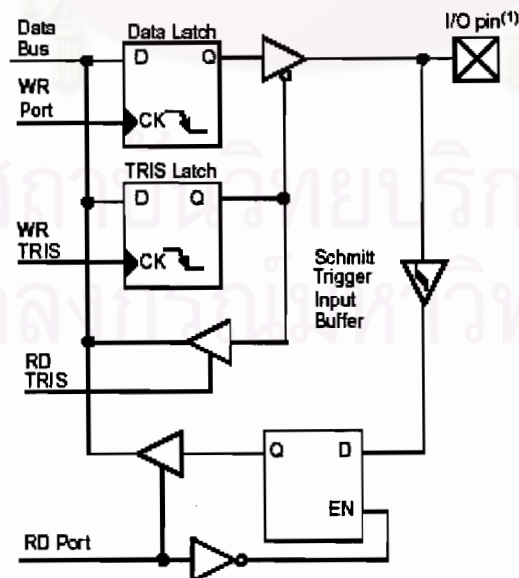 Data
Bus
WR
Port
Data Latch
D Q
CK
I/O pin(1)
TRIS Latch
D Q
CK
WR
TRIS
Schmitt
Trigger
Input
Buffer
RD
TRIS
Q D
EN
RD Port